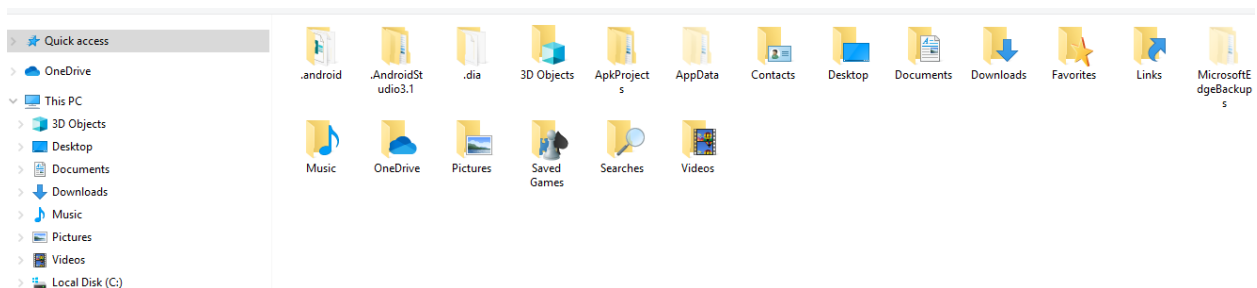 Quick access
OneDrive
This PC
3D Objects
Desktop
Documents
Downloads
Music
Pictures
Videos
Local Disk (C:)
.android
.AndroidSt
udio3.1
.dia
3D Objects
ApkProject
s
AppData
Contacts
Desktop
Documents
Downloads
Favorites
Links
MicrosoftE
dgeBackup
s
Music
OneDrive
Pictures
Saved
Games
Searches
Videos